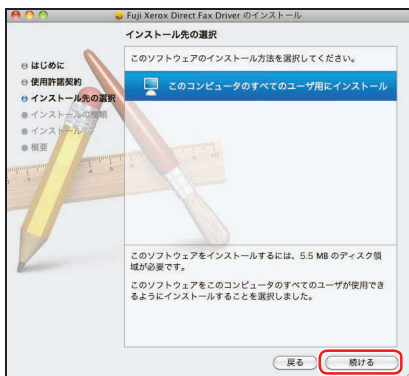 Fuji Xerox Direct Fax Driver のインストール
インストール先の選択
はじめに
使用許諾契約
インストール先の選択
インストールの種類
インストール
概要
このソフトウェアのインストール方法を選択してください。
このコンピュータのすべてのユーザ用にインストール
このソフトウェアをインストールするには、5.5 MB のディスク領
域が必要です。
このソフトウェアをこのコンピュータのすべてのユーザが使用でき
るようにインストールすることを選択しました。
戻る
続ける